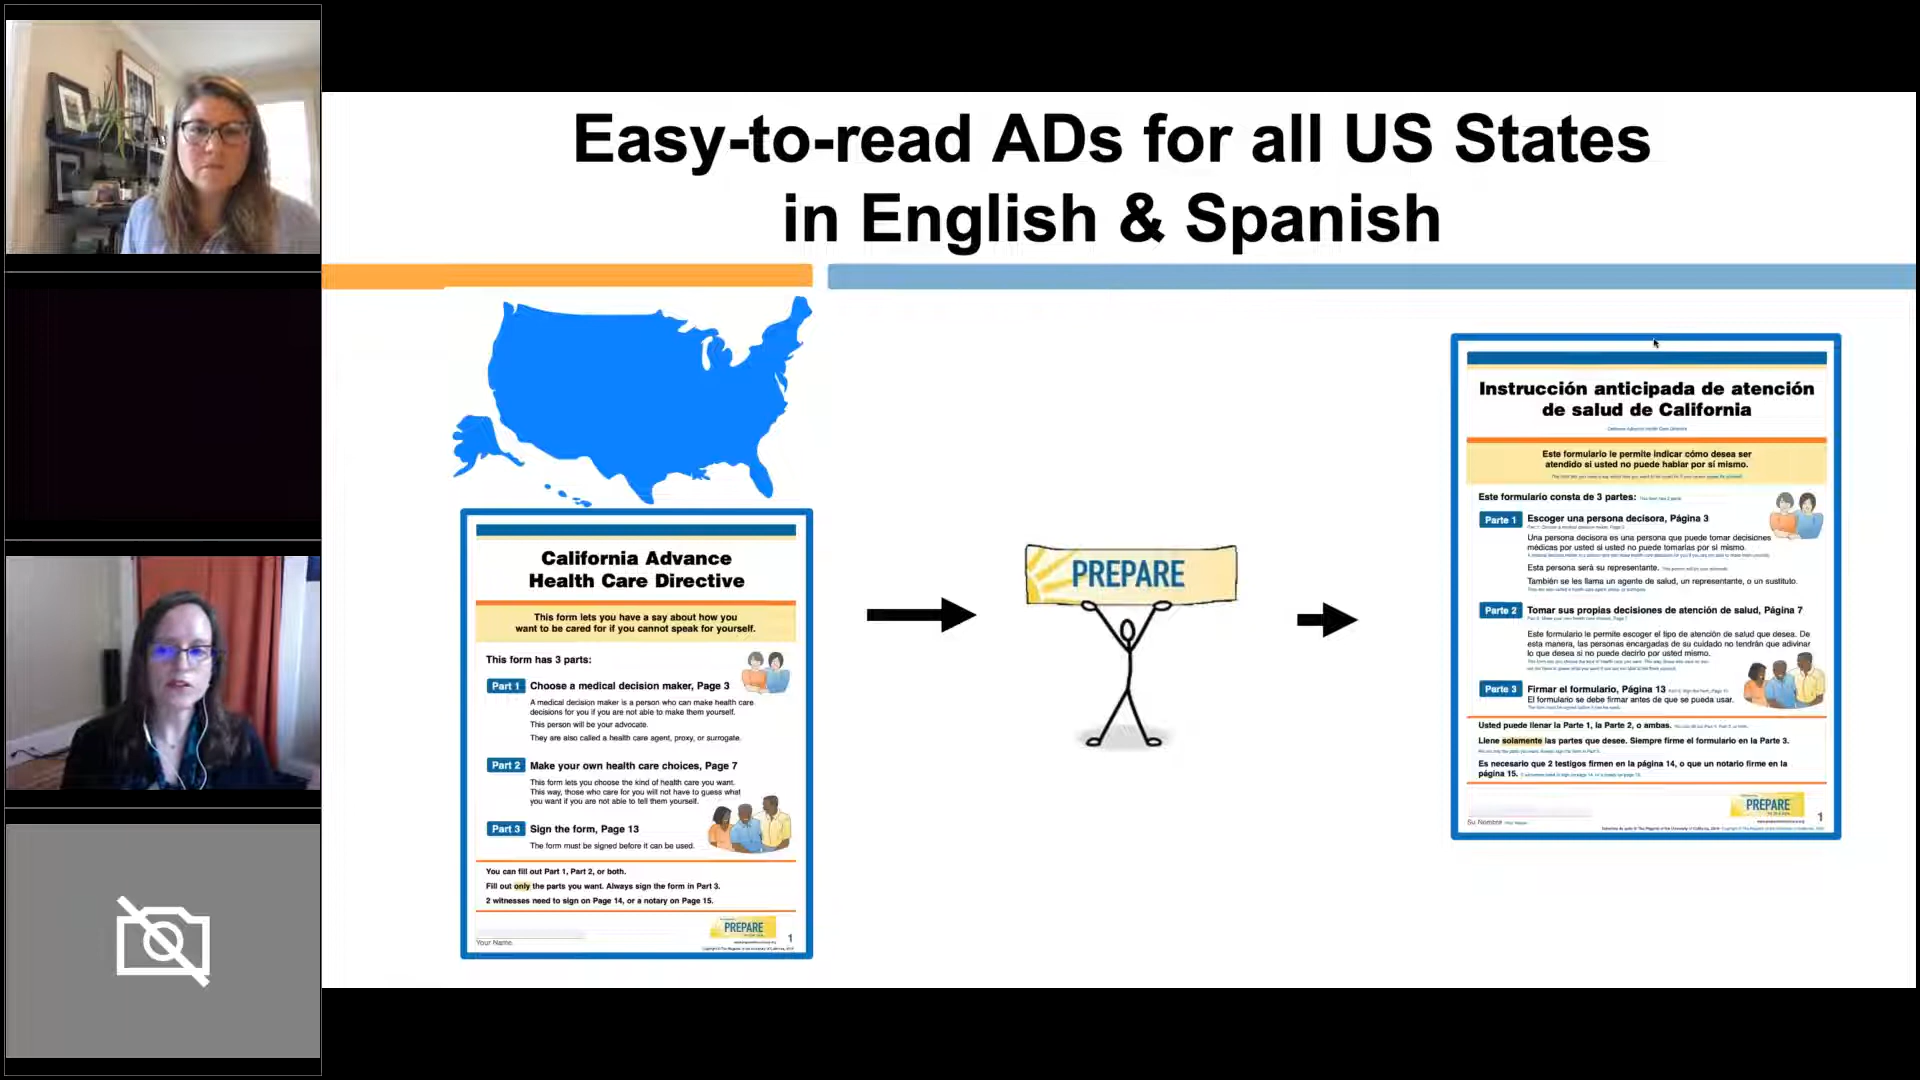 Easy-to-read ADs for all US States
in English & Spanish
California Advance
Health Care Directive
This form lets you have a say about how you
want to be cared for if you cannot speak for yourself.
This form has 3 parts:
Part 1 Choose a medical decision maker, Page 3
A medical decision maker is a person who can make health care
decisions for you if you are not able to make them yourself.
This person will be your advocate.
They are also called a health care agent, proxy, or surrogate.
Part 2 Make your own health care choices, Page 7
This form lets you choose the kind of health care you want.
This way, those who care for you will not have to guess what
you want if you are not able to tell them yourself.
Part 3 Sign the form, Page 13
The form must be signed before it can be used.
You can fill out Part 1, Part 2, or both.
Fill out only the parts you want. Always sign the form in Part 3.
2 witnesses need to sign on Page 14, or a notary on Page 15.
PREPARE
1
Your Name
PREPARE
Instrucción anticipada de atención
de salud de California
California Advance Health Care Directive
Este formulario le permite indicar cómo desea ser
atendido si usted no puede hablar por sí mismo.
Este formulario consta de 3 partes: This form has 3 parts
Parte 1 Escoger una persona decisora, Página 3
Una persona decisora es una persona que puede tomar decisiones
médicas por usted si usted no puede tomarlas por sí mismo.
Esta persona será su representante.
También se les llama un agente de salud, un representante, o un sustituto.
Parte 2 Tomar sus propias decisiones de atención de salud, Página 7
Este formulario le permite escoger el tipo de atención de salud que desea. De
esta manera, las personas encargadas de su cuidado no tendrán que adivinar
lo que desea si no puede decirlo por usted mismo.
Parte 3 Firmar el formulario, Página 13
El formulario se debe firmar antes de que se pueda usar.
Usted puede llenar la Parte 1, la Parte 2, o ambas.
Llene solamente las partes que desee. Siempre firme el formulario en la Parte 3.
Es necesario que 2 testigos firmen en la página 14, o que un notario firme en la
página 15.
PREPARE
1
Su Nombre